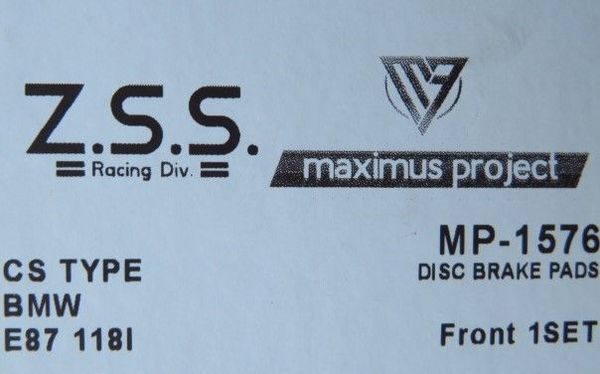 Z.S.S.
Racing Div.
maximus project
MP-1576
DISC BRAKE PADS
CS TYPE
BMW
E87 118I
Front 1SET